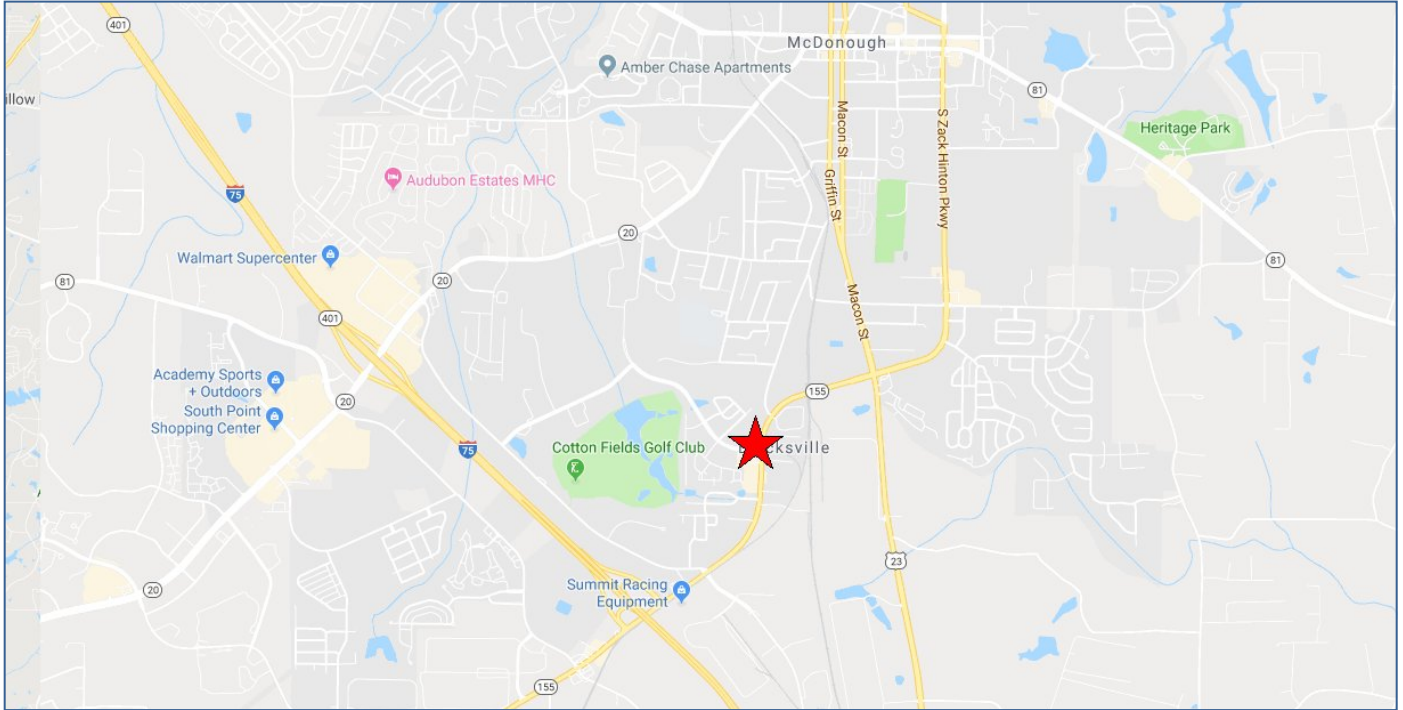 401
McDonough
Amber Chase Apartments
illow
81
Heritage Park
Macon St
S Zack Hinton Pkwy
Audubon Estates MHC
75
Griffin St
20
Walmart Supercenter
81
20
81
401
Macon St
Academy Sports
+ Outdoors
South Point
Shopping Center
20
155
75
Cotton Fields Golf Club
cksville
23
20
Summit Racing
Equipment
155